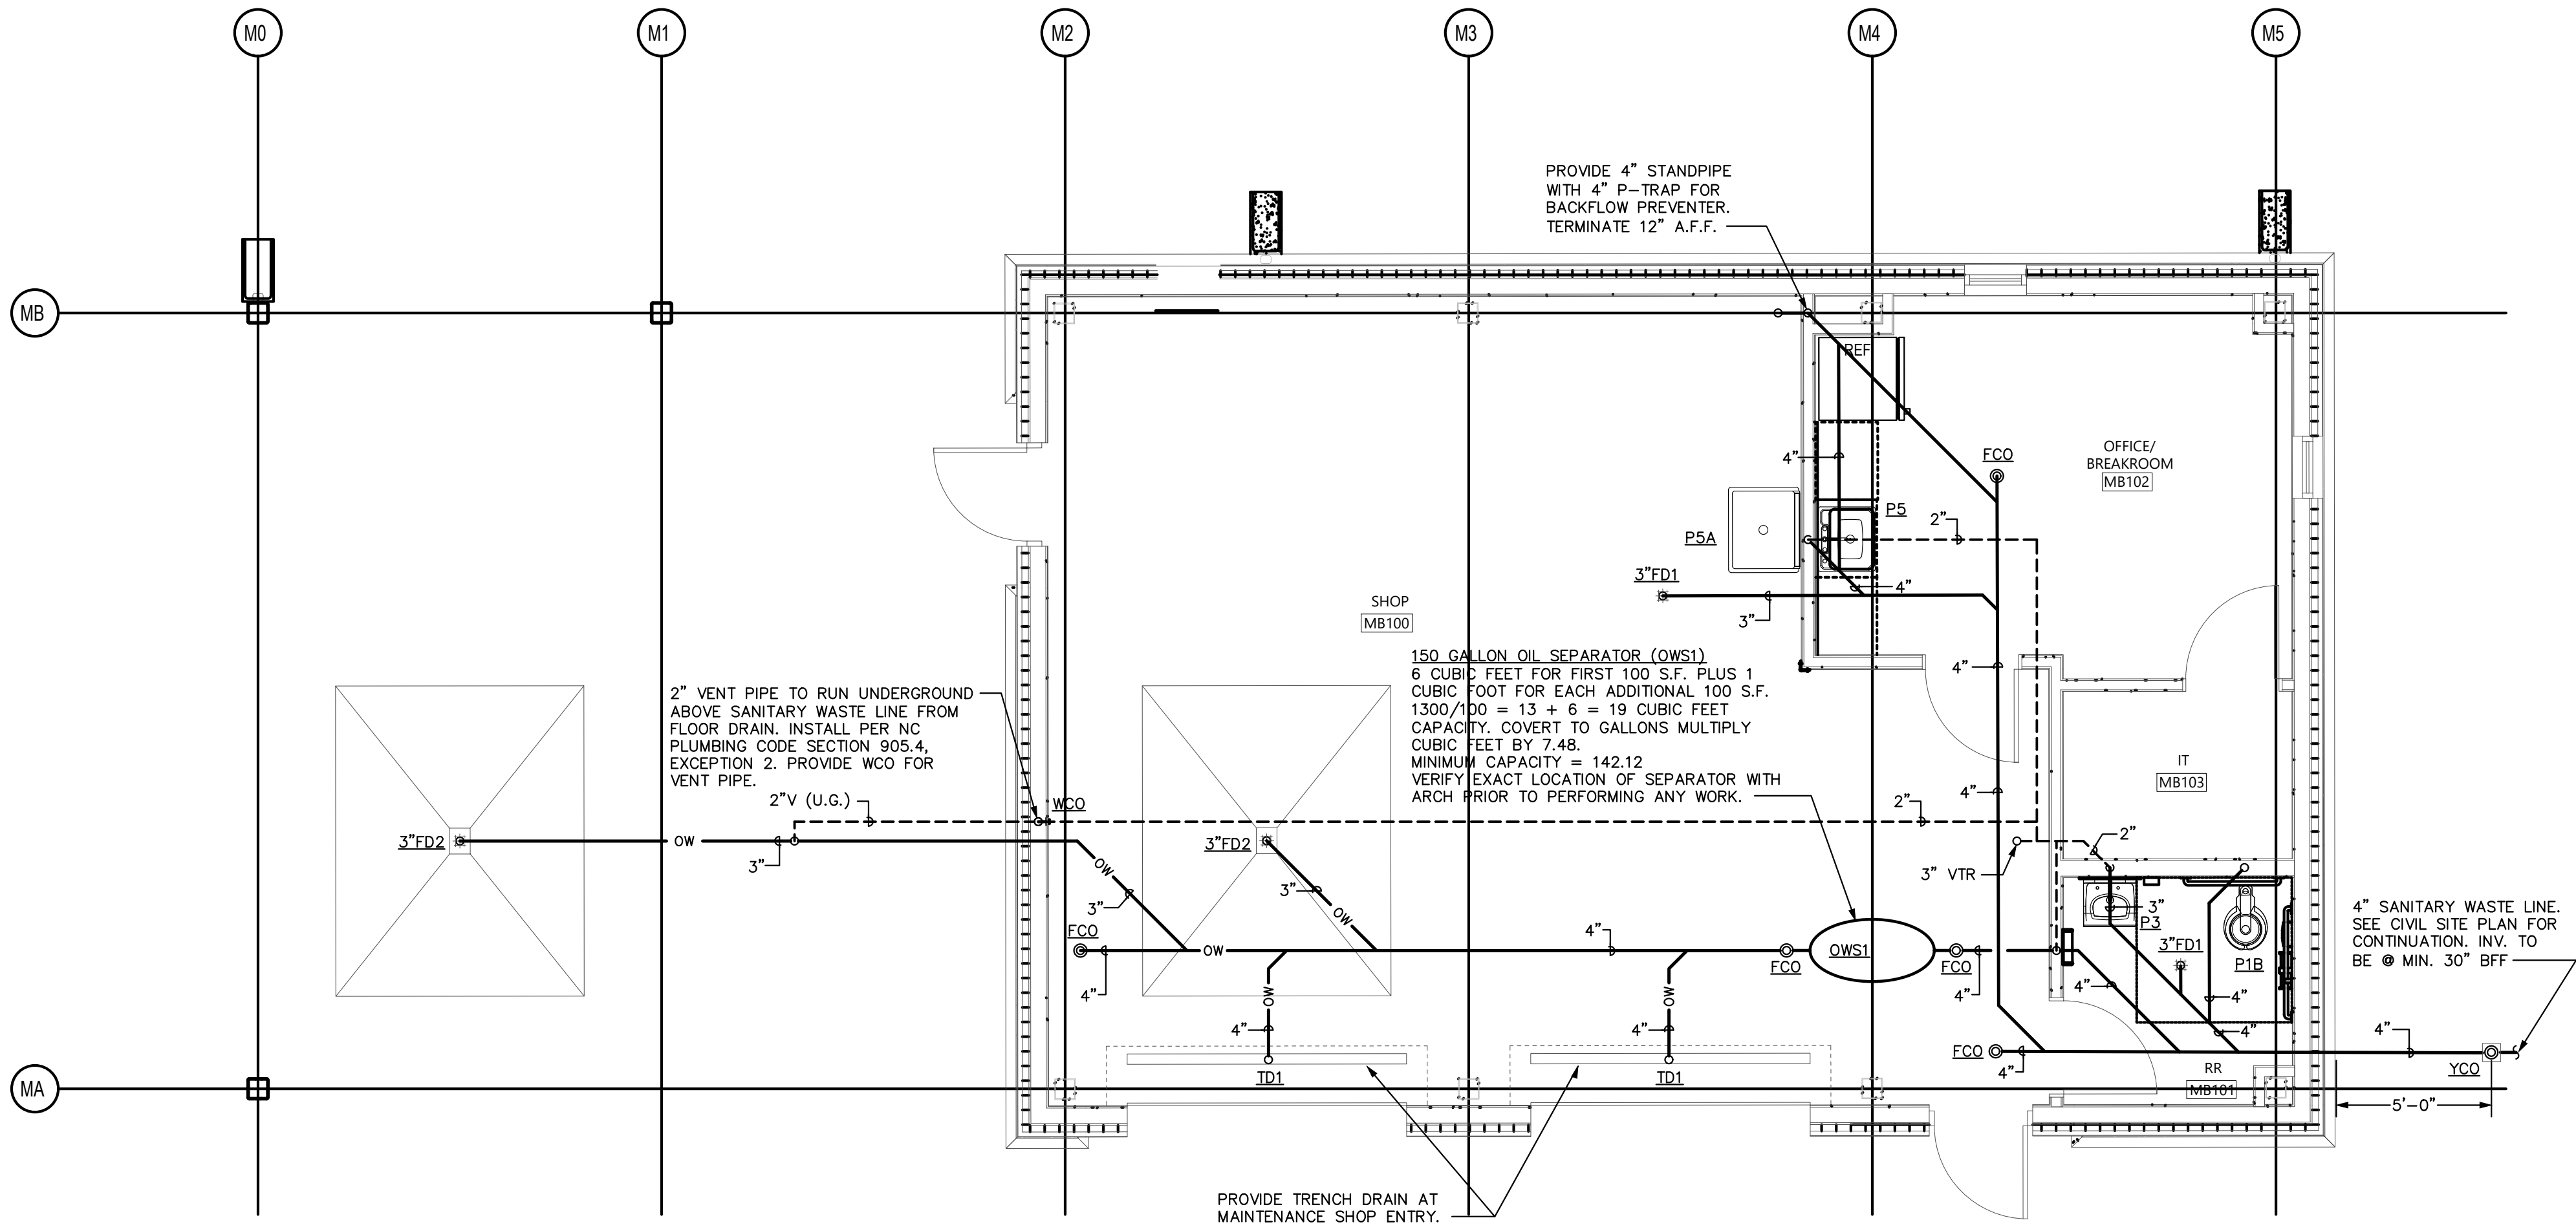 M0
M1
M2
M3
M4
M5
PROVIDE 4” STANDPIPE
WITH 4” P-TRAP FOR
BACKFLOW PREVENTER.
TERMINATE 12” A.F.F.
MB
REF
OFFICE/
BREAKROOM
MB102
FCO
4”
P5
2”
P5A
3”FD1
4”
3”
SHOP
MB100
150 GALLON OIL SEPARATOR (OWS1)
6 CUBIC FEET FOR FIRST 100 S.F. PLUS 1
CUBIC FOOT FOR EACH ADDITIONAL 100 S.F.
1300/100 = 13 + 6 = 19 CUBIC FEET
CAPACITY. COVERT TO GALLONS MULTIPLY
CUBIC FEET BY 7.48.
MINIMUM CAPACITY = 142.12
VERIFY EXACT LOCATION OF SEPARATOR WITH
ARCH PRIOR TO PERFORMING ANY WORK.
4”
2” VENT PIPE TO RUN UNDERGROUND
ABOVE SANITARY WASTE LINE FROM
FLOOR DRAIN. INSTALL PER NC
PLUMBING CODE SECTION 905.4,
EXCEPTION 2. PROVIDE WCO FOR
VENT PIPE.
IT
MB103
2”V (U.G.)
WCO
2”
4”
3”FD2
OW
3”
3”FD2
2”
3” VTR
OW
3”
3”
OW
3”
P3
3”FD1
P1B
4” SANITARY WASTE LINE.
SEE CIVIL SITE PLAN FOR
CONTINUATION. INV. TO
BE @ MIN. 30” BFF
FCO
4”
OW
4”
FCO
OWS1
FCO
4”
4”
4”
OW
4”
OW
4”
4”
4”
FCO
4”
YCO
TD1
TD1
RR
MB101
MA
5’-0”
PROVIDE TRENCH DRAIN AT
MAINTENANCE SHOP ENTRY.